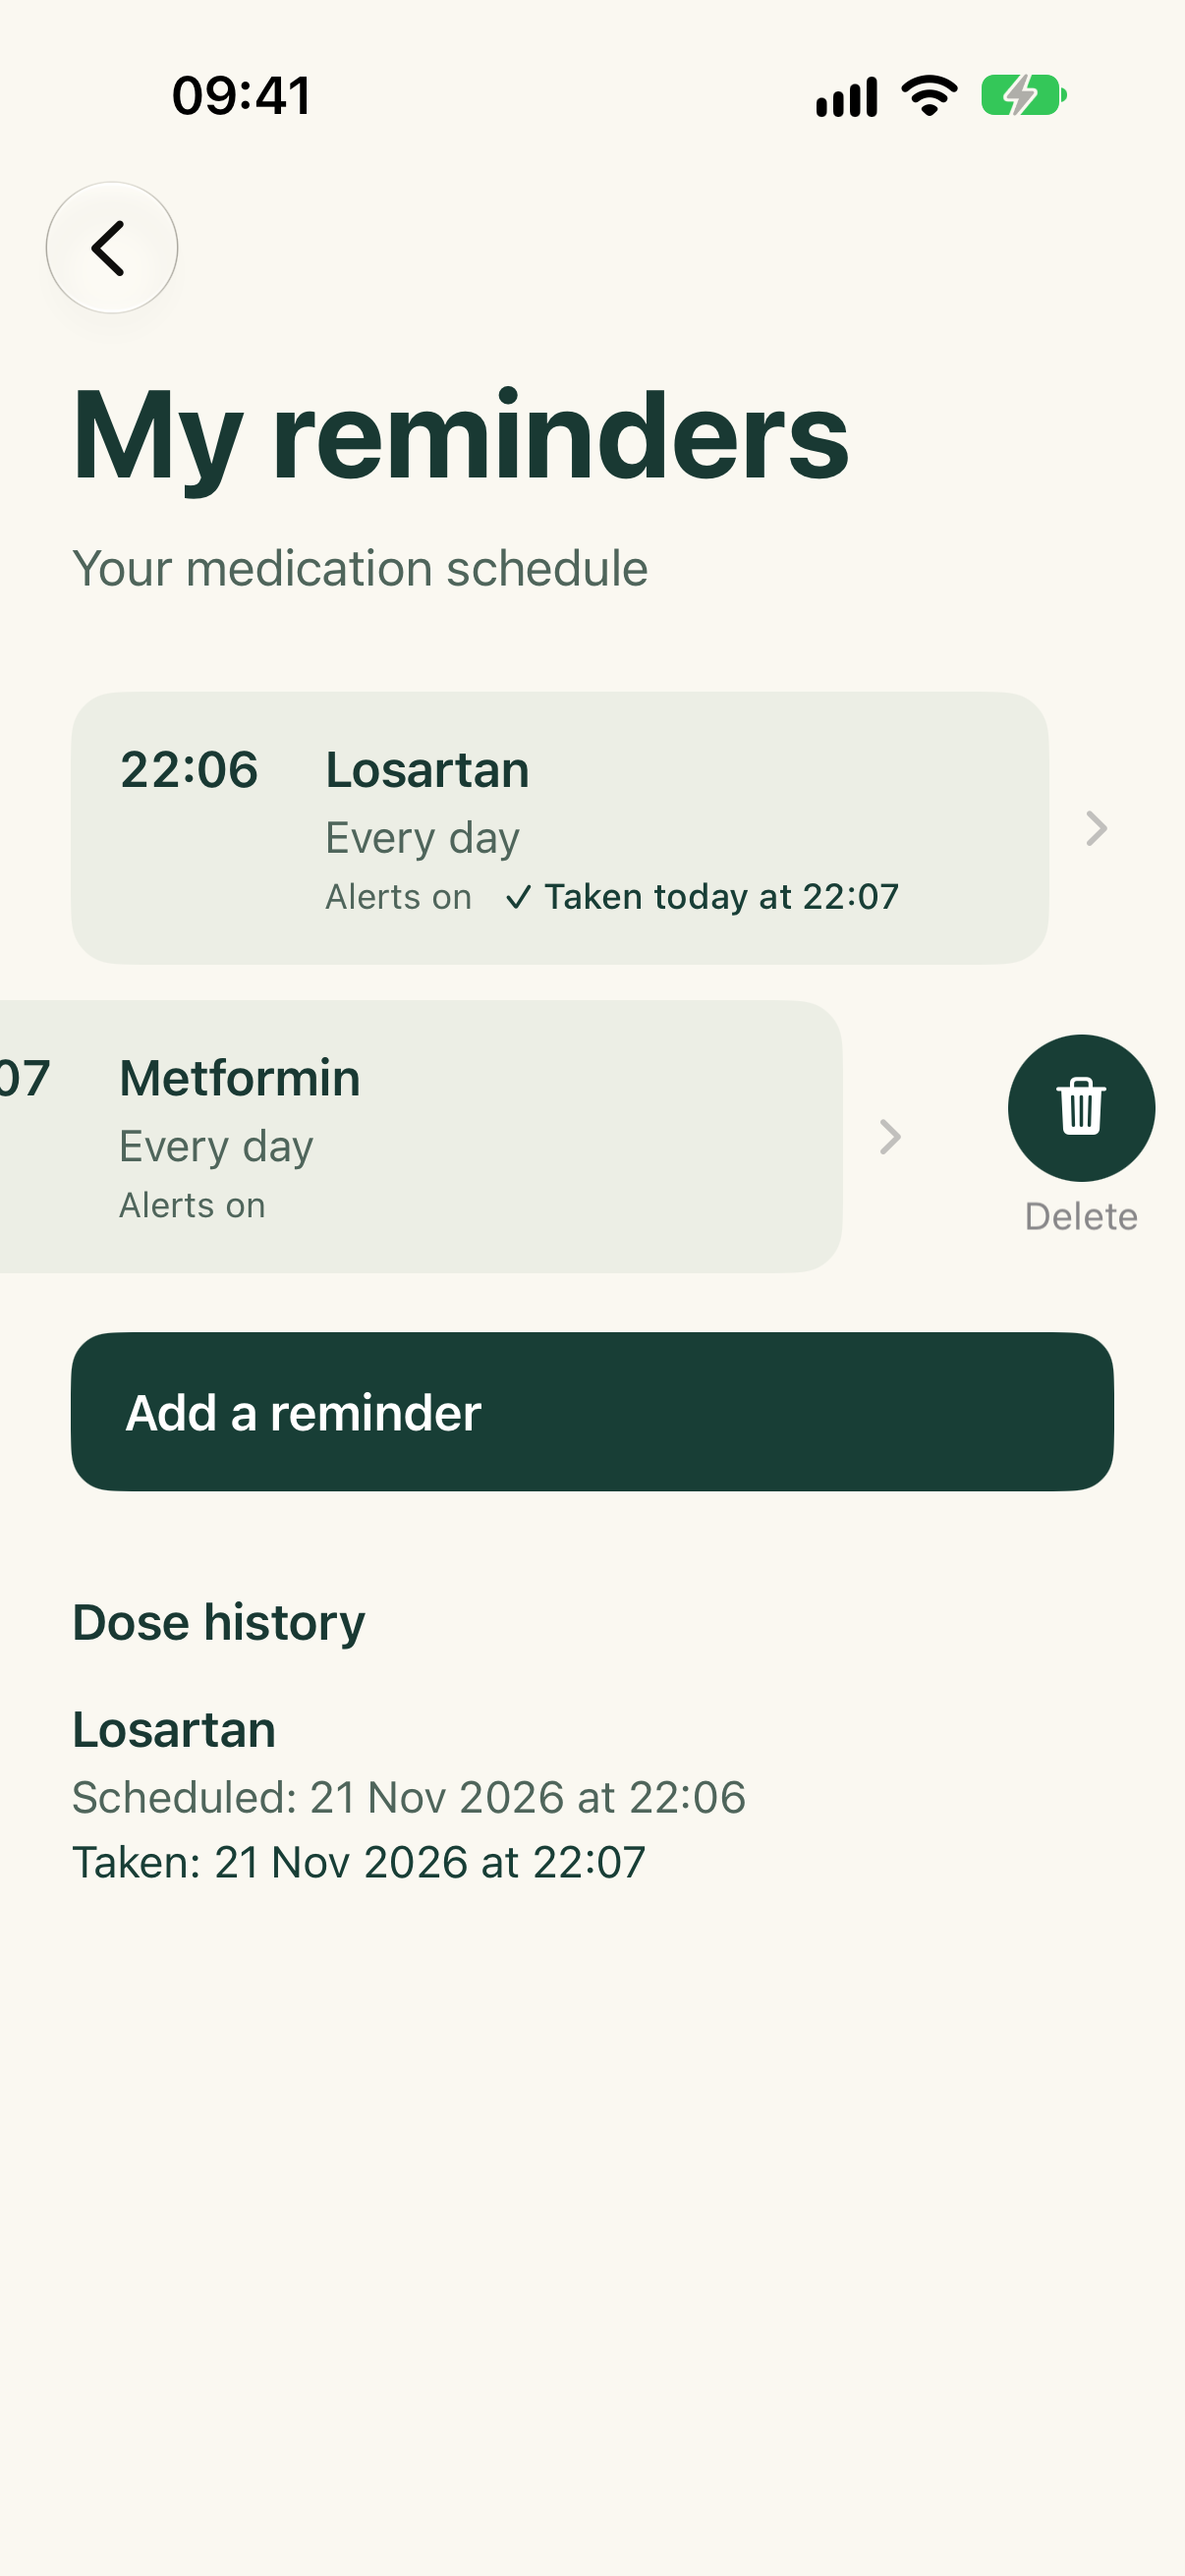 09:41
My reminders
Your medication schedule
22:06 Losartan
Every day
Alerts on ✓ Taken today at 22:07
07 Metformin
Every day
Alerts on
Delete
Add a reminder
Dose history
Losartan
Scheduled: 21 Nov 2026 at 22:06
Taken: 21 Nov 2026 at 22:07